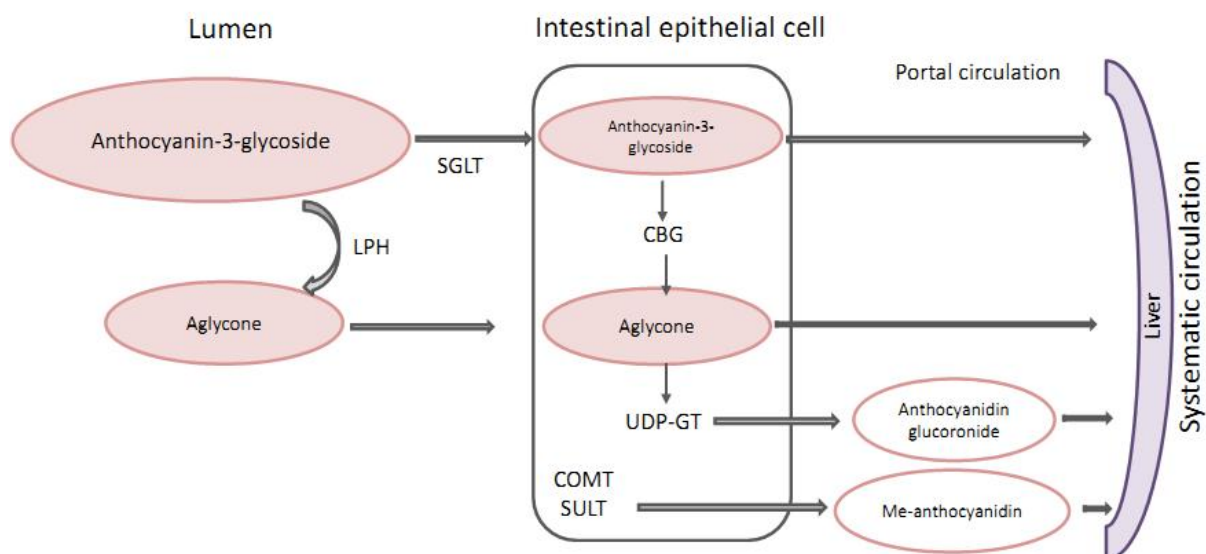 Lumen
Intestinal epithelial cell
Portal circulation
Anthocyanin-3-glycoside
SGLT
Anthocyanin-3-
glycoside
LPH
CBG
Aglycone
Aglycone
UDP-GT
Anthocyanidin
glucoronide
COMT
SULT
Me-anthocyanidin
Liver
Systematic circulation